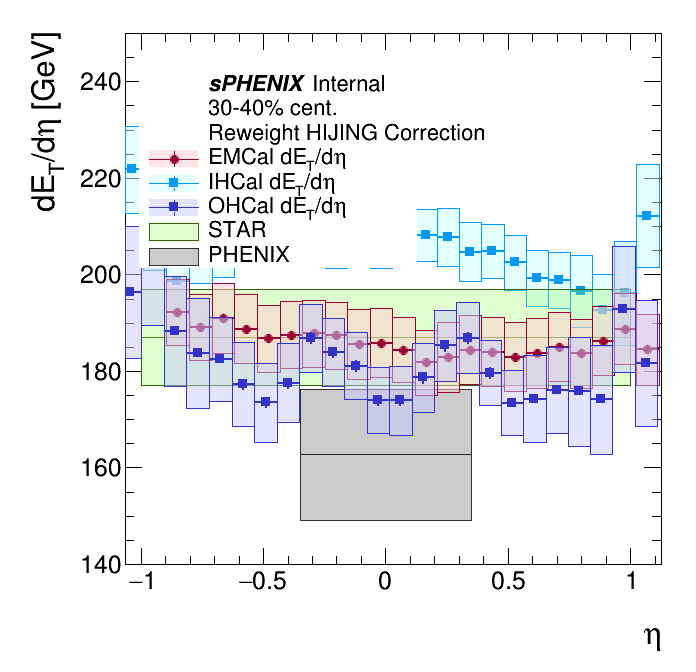 dE_T/dη [GeV]
240
220
200
180
160
140
sPHENIX Internal
30-40% cent.
Reweight HIJING Correction
EMCal dE_T/dη
IHCal dE_T/dη
OHCal dE_T/dη
STAR
PHENIX
−1 −0.5 0 0.5 1
η